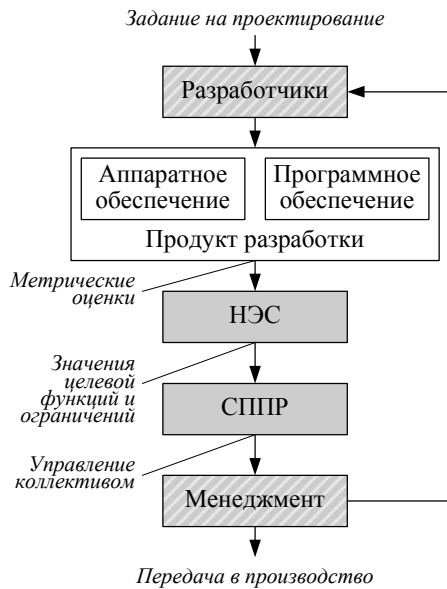 Задание на проектирование
Разработчики
Аппаратное
обеспечение
Программное
обеспечение
Продукт разработки
Метрические
оценки
НЭС
Значения
целевой
функций и
ограничений
СППР
Управление
коллективом
Менеджмент
Передача в производство